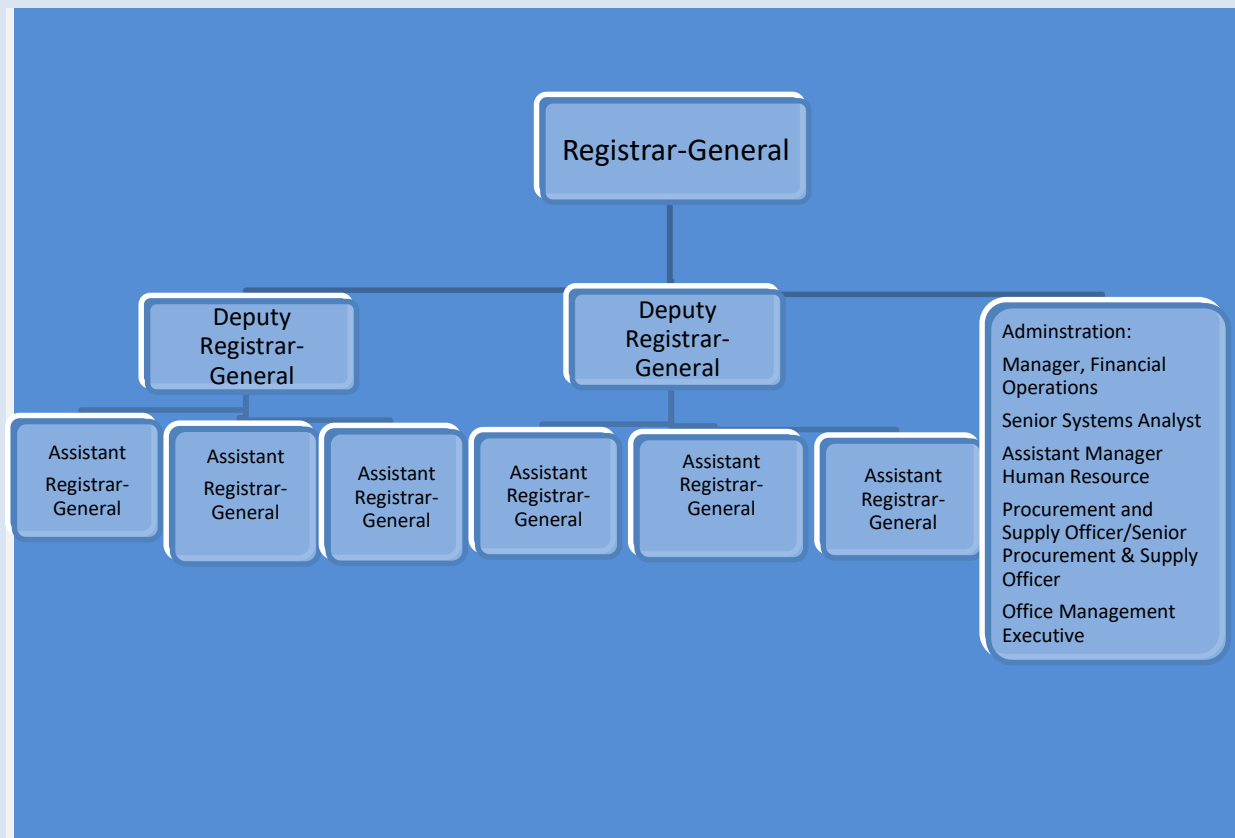 Registrar-General
Deputy
Registrar-
General
Deputy
Registrar-
General
Adminstration:
Manager, Financial
Operations
Senior Systems Analyst
Assistant Manager
Human Resource
Procurement and
Supply Officer/Senior
Procurement & Supply
Officer
Office Management
Executive
Assistant
Registrar-
General
Assistant
Registrar-
General
Assistant
Registrar-
General
Assistant
Registrar-
General
Assistant
Registrar-
General
Assistant
Registrar-
General